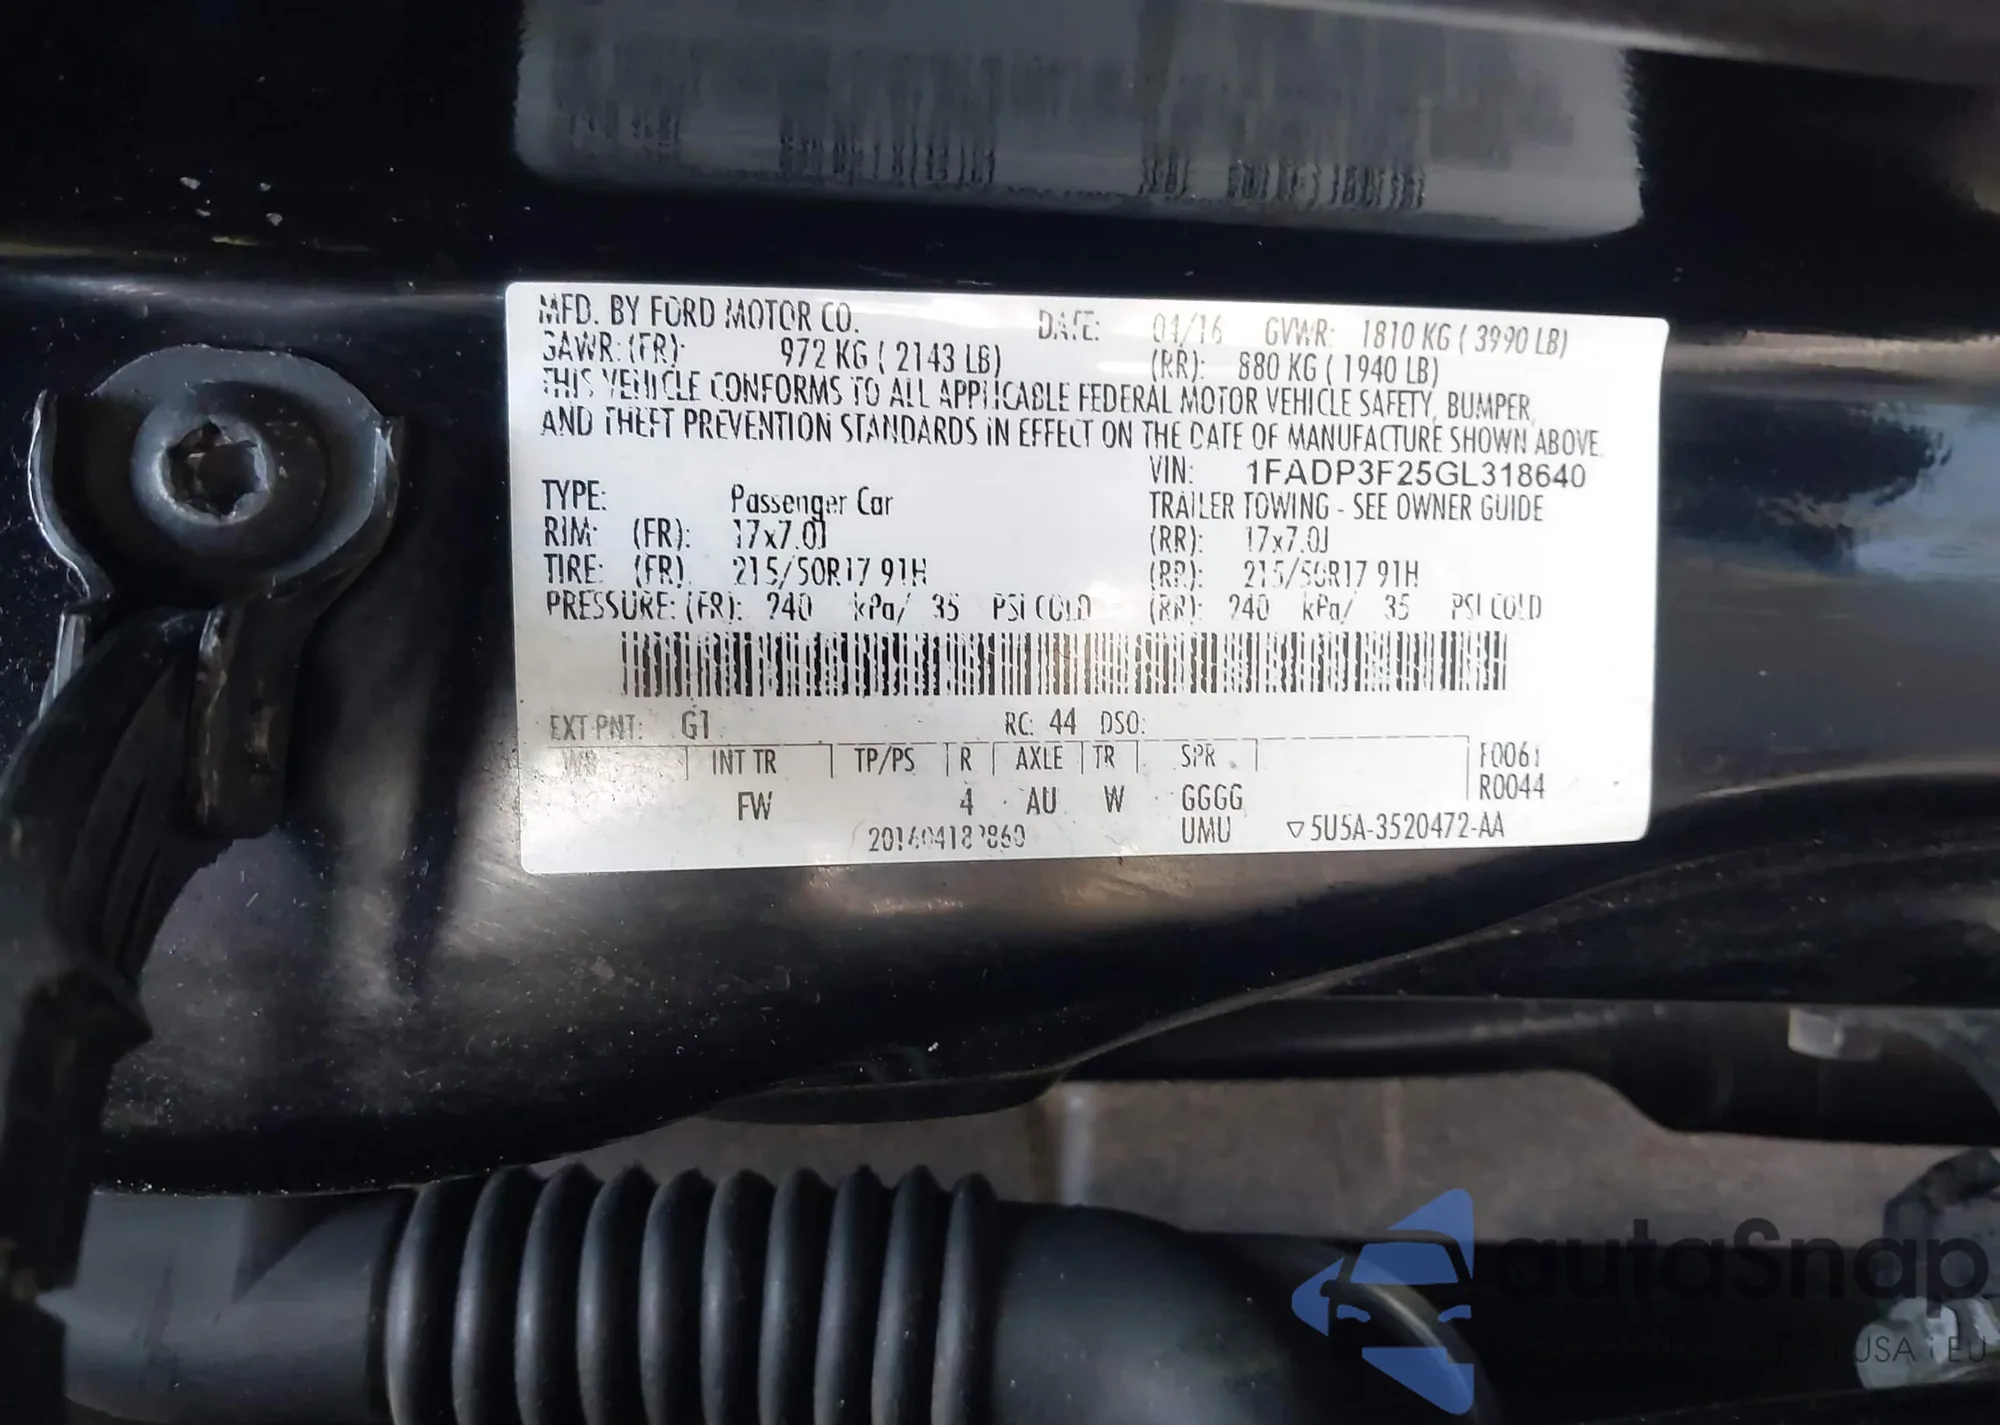 MFD. BY FORD MOTOR CO. DATE: 04/16 GVWR: 1810 KG ( 3990 LB)
GAWR: (FR): 972 KG ( 2143 LB) (RR): 880 KG ( 1940 LB)
THIS VEHICLE CONFORMS TO ALL APPLICABLE FEDERAL MOTOR VEHICLE SAFETY, BUMPER,
AND THEFT PREVENTION STANDARDS IN EFFECT ON THE DATE OF MANUFACTURE SHOWN ABOVE.
VIN: 1FADP3F25GL318640
TYPE: Passenger Car TRAILER TOWING - SEE OWNER GUIDE
RIM: (FR): 17x7.0J (RR): 17x7.0J
TIRE: (FR): 215/50R17 91H (RR): 215/50R17 91H
PRESSURE: (FR): 240 kPa/ 35 PSI COLD (RR): 240 kPa/ 35 PSI COLD
EXT PNT: G1 RC: 44 DSO:
WB INT TR TP/PS R AXLE TR SPR F0061
FW 4 AU W GGGG R0044
UMU ▽5U5A-3520472-AA
autoSnap
USA EU